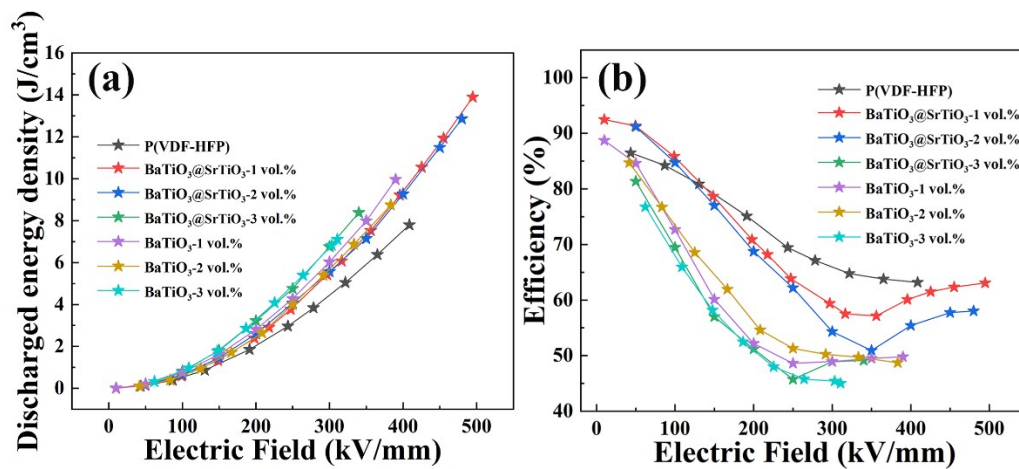 (a)
Discharged energy density (J/cm³)
16
14
12
10
8
6
4
2
0
P(VDF-HFP)
BaTiO₃@SrTiO₃-1 vol.%
BaTiO₃@SrTiO₃-2 vol.%
BaTiO₃@SrTiO₃-3 vol.%
BaTiO₃-1 vol.%
BaTiO₃-2 vol.%
BaTiO₃-3 vol.%
0 100 200 300 400 500
Electric Field (kV/mm)
(b)
Efficiency (%)
100
90
80
70
60
50
40
P(VDF-HFP)
BaTiO₃@SrTiO₃-1 vol.%
BaTiO₃@SrTiO₃-2 vol.%
BaTiO₃@SrTiO₃-3 vol.%
BaTiO₃-1 vol.%
BaTiO₃-2 vol.%
BaTiO₃-3 vol.%
0 100 200 300 400 500
Electric Field (kV/mm)